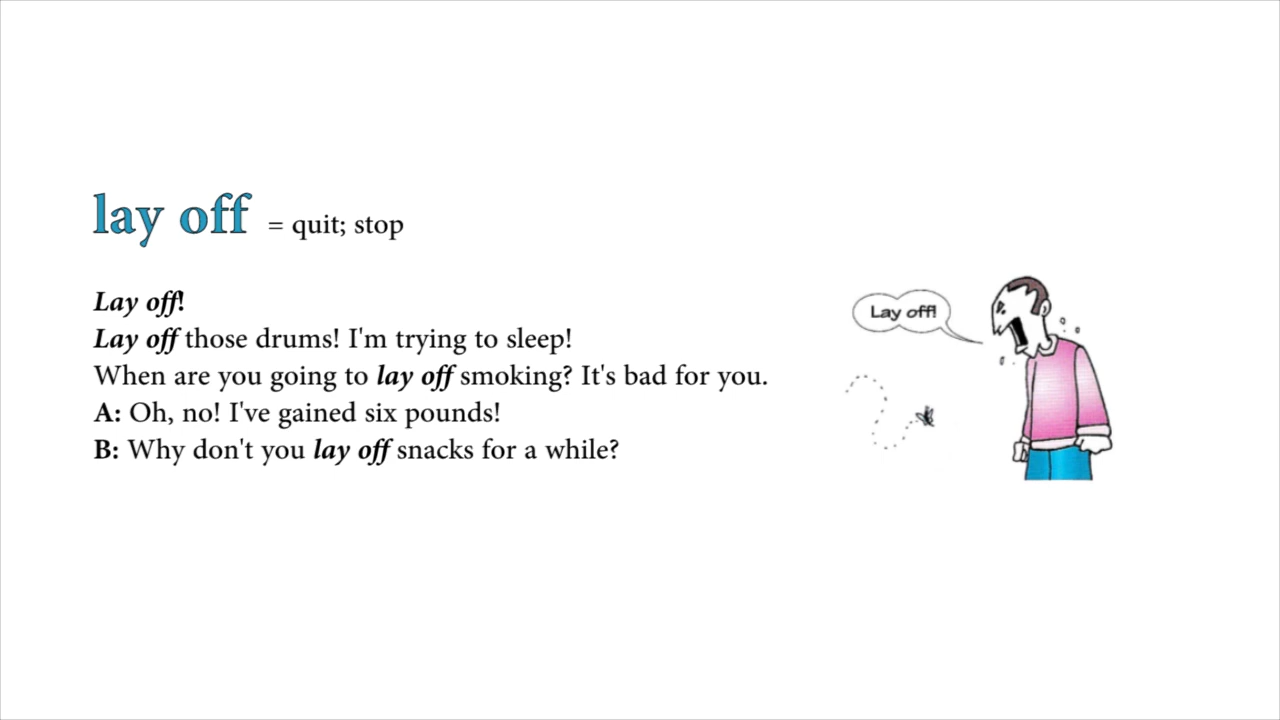 lay off = quit; stop
Lay off!
Lay off those drums! I'm trying to sleep!
When are you going to lay off smoking? It's bad for you.
A: Oh, no! I've gained six pounds!
B: Why don't you lay off snacks for a while?
Lay off!